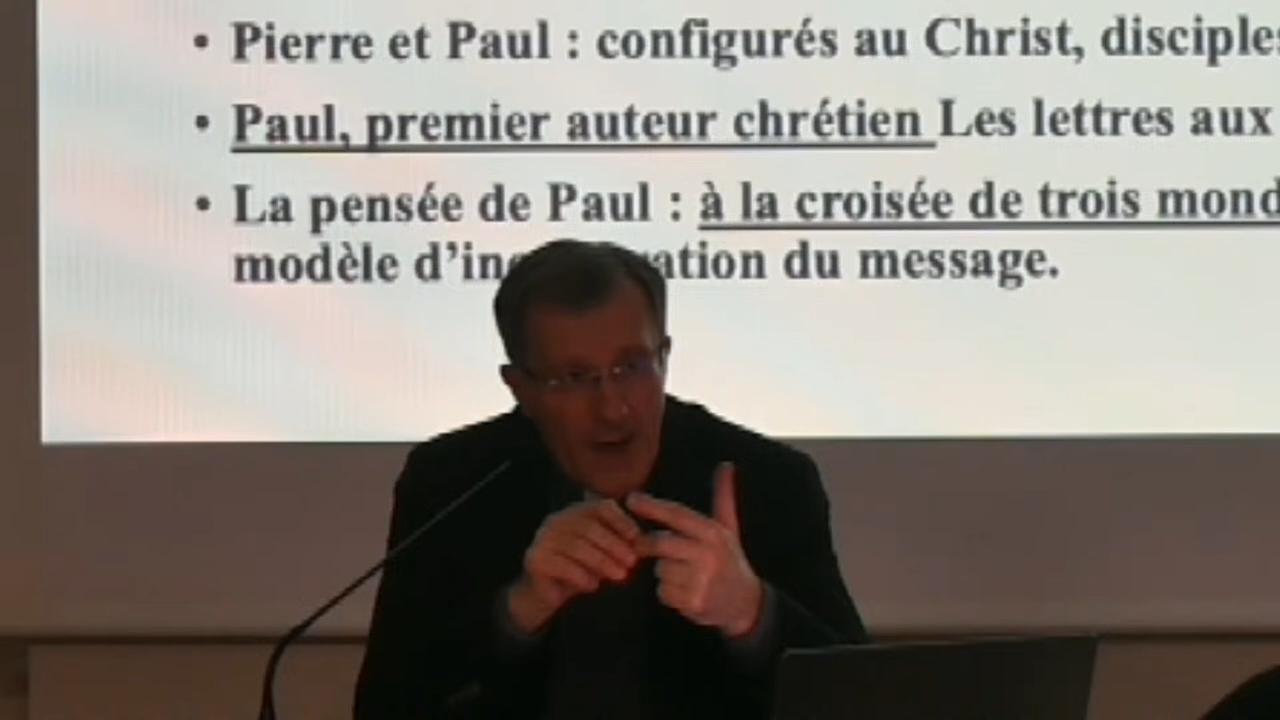 • Pierre et Paul : configurés au Christ, disciples
• Paul, premier auteur chrétien Les lettres aux
• La pensée de Paul : à la croisée de trois
modèle du message.